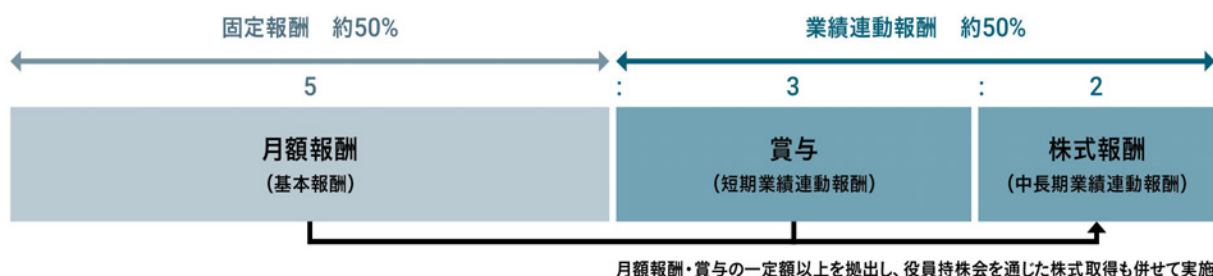 固定報酬　約50%
業績連動報酬　約50%
5 : 3 : 2
月額報酬
（基本報酬）
賞与
（短期業績連動報酬）
株式報酬
（中長期業績連動報酬）
月額報酬・賞与の一定額以上を拠出し、役員持株会を通じた株式取得も併せて実施